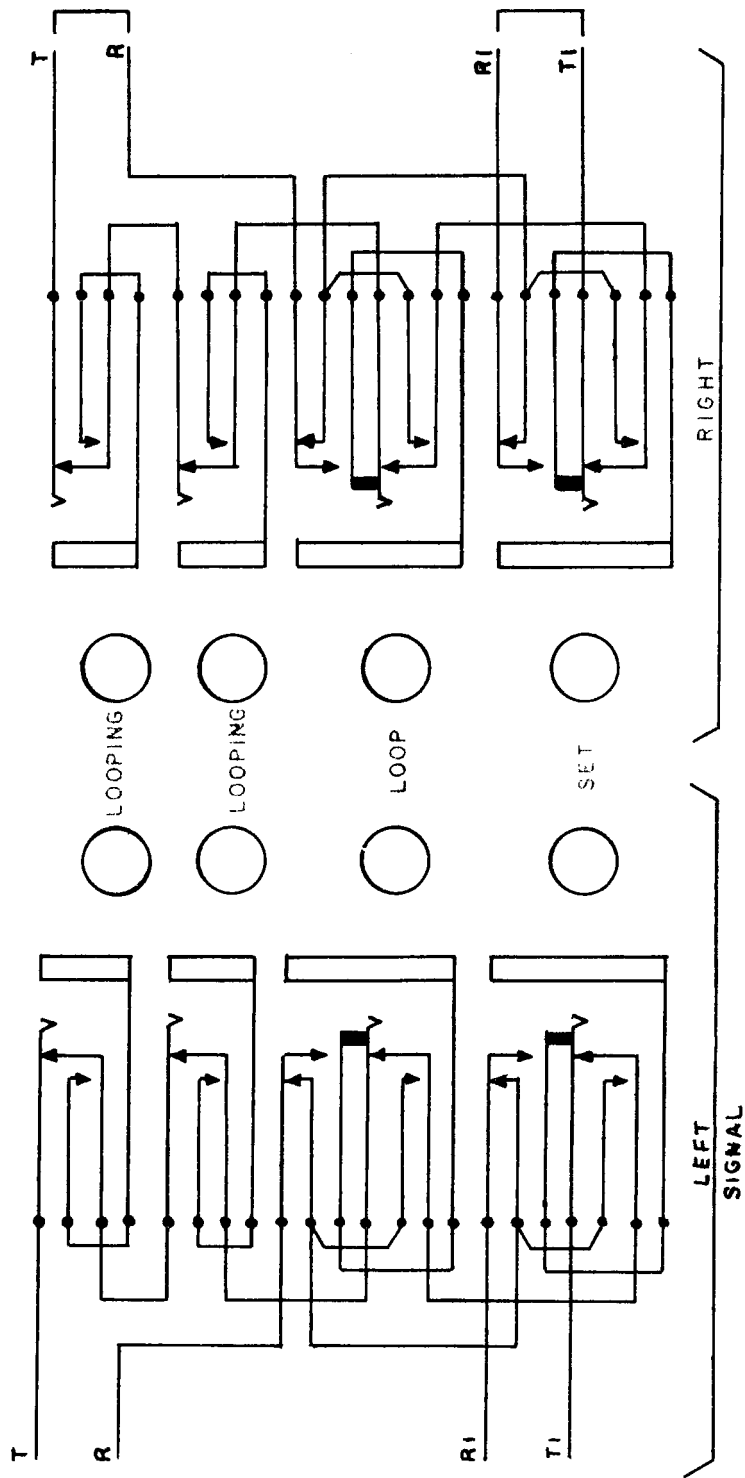 T T
R R
LOOPING
LOOPING
LOOP
R1 R1
T1 T1
SET
LEFT RIGHT
SIGNAL